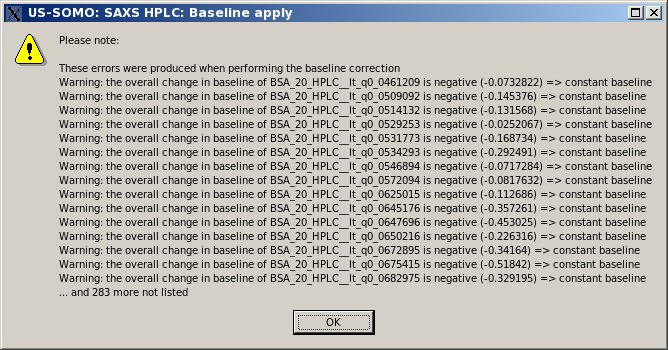 US-SOMO: SAXS HPLC: Baseline apply
Please note:
These errors were produced when performing the baseline correction
Warning: the overall change in baseline of BSA_20_HPLC__It_q0_0461209 is negative (-0.0732822) => constant baseline
Warning: the overall change in baseline of BSA_20_HPLC__It_q0_0509092 is negative (-0.145376) => constant baseline
Warning: the overall change in baseline of BSA_20_HPLC__It_q0_0514132 is negative (-0.131568) => constant baseline
Warning: the overall change in baseline of BSA_20_HPLC__It_q0_0529253 is negative (-0.0252067) => constant baseline
Warning: the overall change in baseline of BSA_20_HPLC__It_q0_0531773 is negative (-0.168734) => constant baseline
Warning: the overall change in baseline of BSA_20_HPLC__It_q0_0534293 is negative (-0.292491) => constant baseline
Warning: the overall change in baseline of BSA_20_HPLC__It_q0_0546894 is negative (-0.0717284) => constant baseline
Warning: the overall change in baseline of BSA_20_HPLC__It_q0_0572094 is negative (-0.0817632) => constant baseline
Warning: the overall change in baseline of BSA_20_HPLC__It_q0_0625015 is negative (-0.112686) => constant baseline
Warning: the overall change in baseline of BSA_20_HPLC__It_q0_0645176 is negative (-0.357261) => constant baseline
Warning: the overall change in baseline of BSA_20_HPLC__It_q0_0647696 is negative (-0.453025) => constant baseline
Warning: the overall change in baseline of BSA_20_HPLC__It_q0_0650216 is negative (-0.226316) => constant baseline
Warning: the overall change in baseline of BSA_20_HPLC__It_q0_0672895 is negative (-0.34164) => constant baseline
Warning: the overall change in baseline of BSA_20_HPLC__It_q0_0675415 is negative (-0.51842) => constant baseline
Warning: the overall change in baseline of BSA_20_HPLC__It_q0_0682975 is negative (-0.329195) => constant baseline
... and 283 more not listed
OK